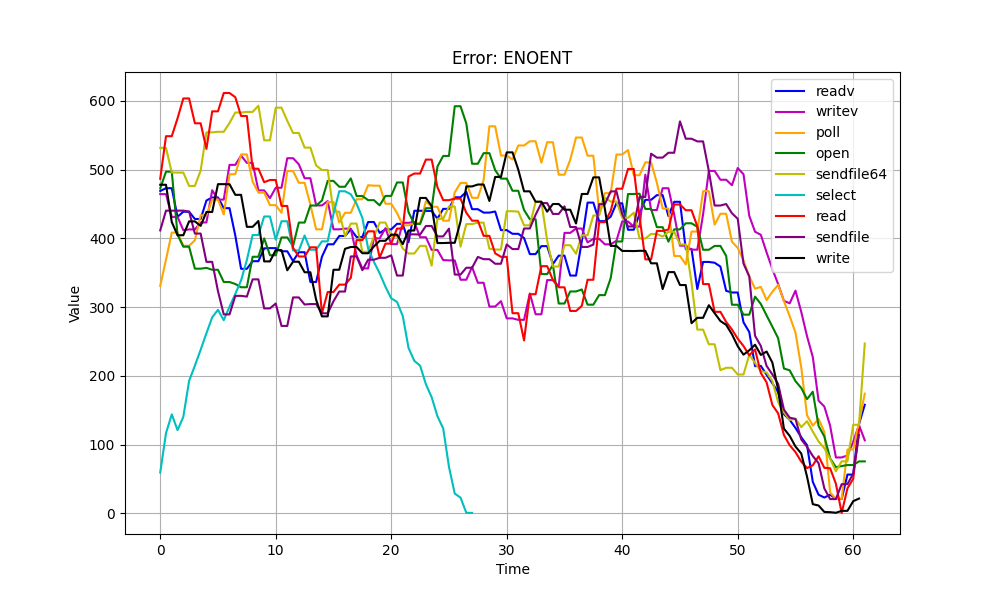 Error: ENOENT
Value
600
500
400
300
200
100
0
0 10 20 30 40 50 60
Time
readv
writev
poll
open
sendfile64
select
read
sendfile
write